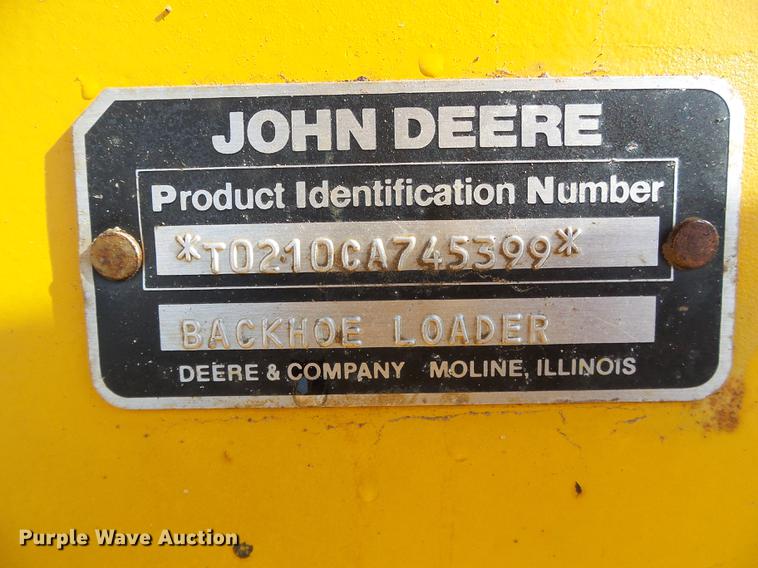 JOHN DEERE
Product Identification Number
*T0210CA745399*
BACKHOE LOADER
DEERE & COMPANY MOLINE, ILLINOIS
Purple Wave Auction